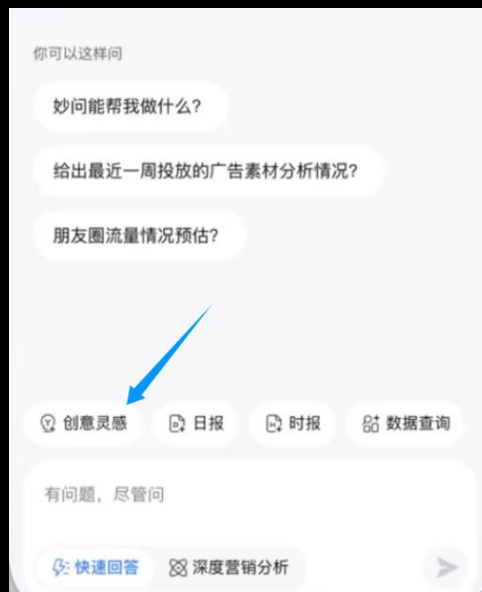 你可以这样问
妙问能帮我做什么?
给出最近一周投放的广告素材分析情况?
朋友圈流量情况预估?
创意灵感 日报 时报 数据查询
有问题，尽管问
快速回答 深度营销分析